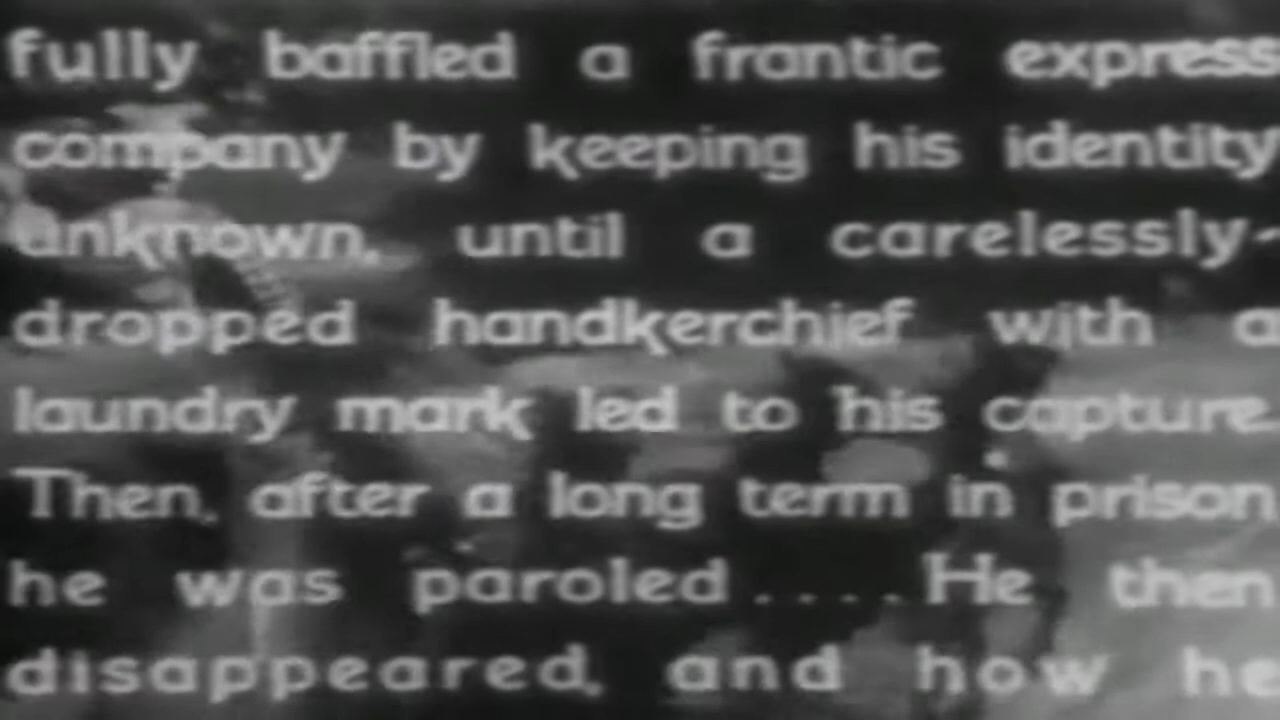 fully baffled a frantic express
company by keeping his identity
unknown, until a carelessly-
dropped handkerchief with a
laundry mark led to his capture.
Then, after a long term in prison
he was paroled .... He then
disappeared, and how he